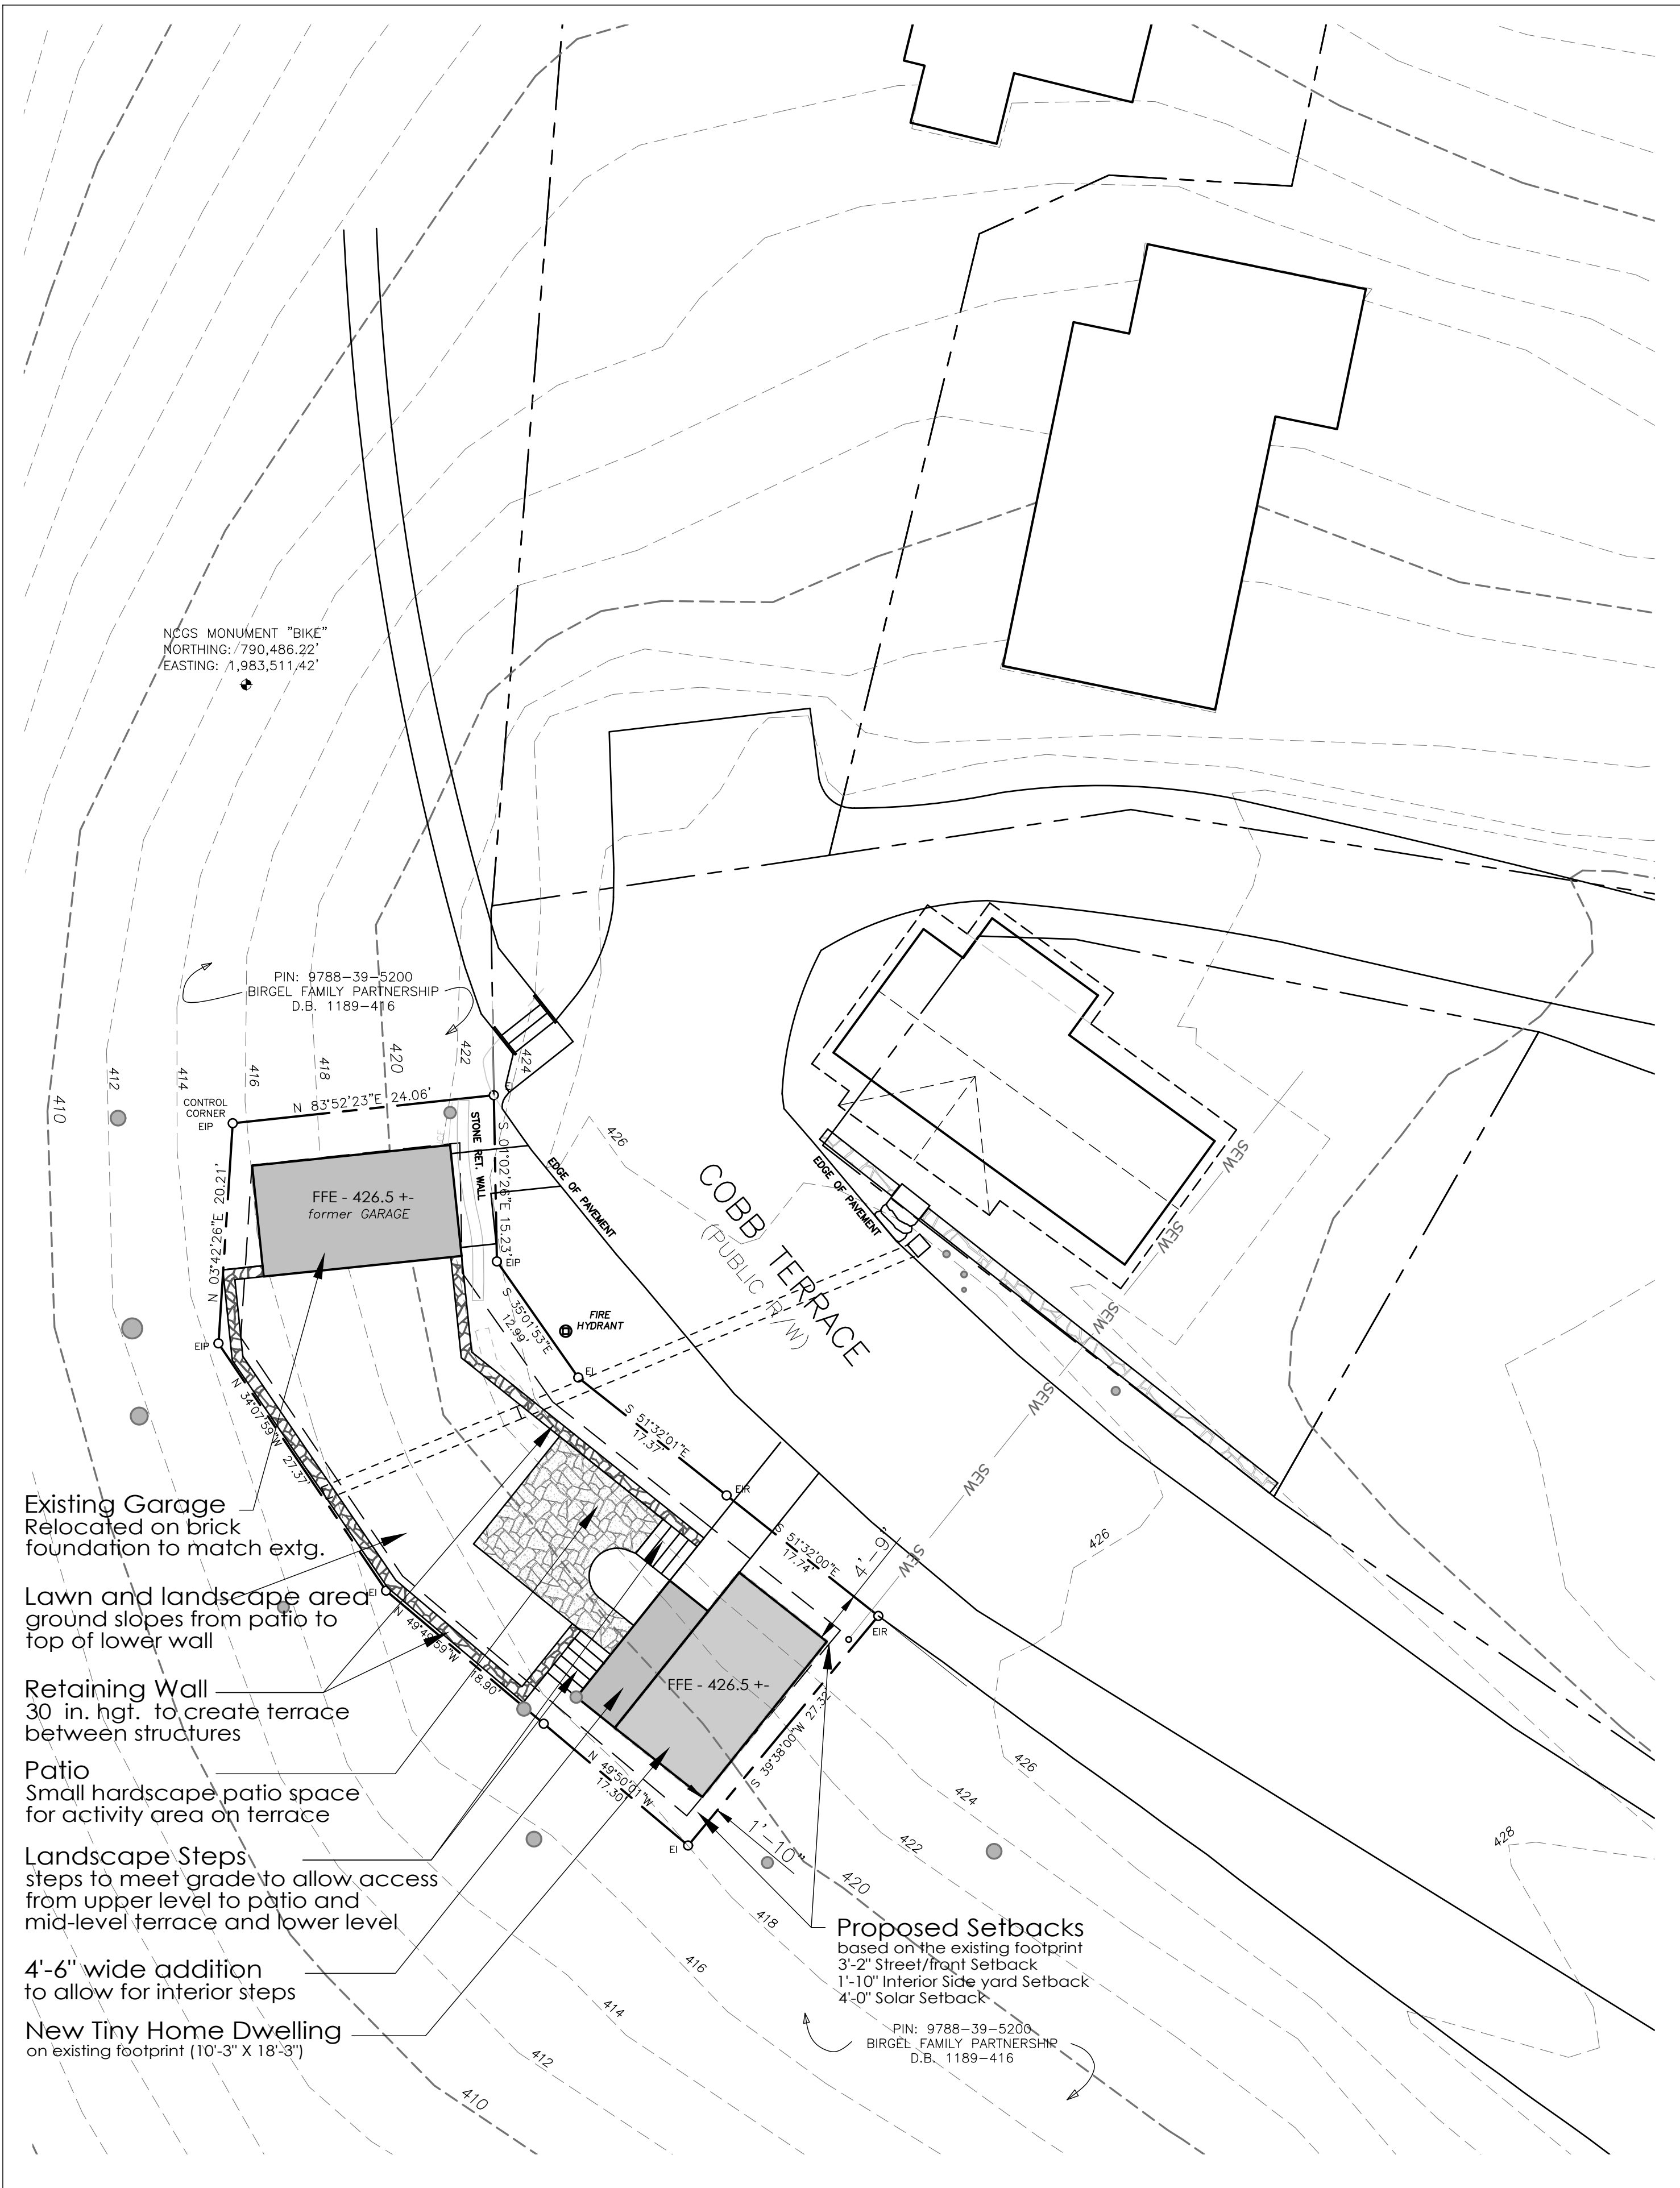 NCGS MONUMENT "BIKE"
NORTHING: 790,486.22'
EASTING: 1,983,511.42'
PIN: 9788-39-5200
BIRGEL FAMILY PARTNERSHIP
D.B. 1189-416
410
412
414
416
418
420
422
424
CONTROL
CORNER
EIP
N 83°52'23"E 24.06'
STONE RET. WALL
S 01°02'26"E 15.23'
EDGE OF PAVEMENT
426
COBB TERRACE
(PUBLIC R/W)
EDGE OF PAVEMENT
SEW
SEW
SEW
SEW
SEW
SEW
N 03°42'26"E 20.21'
FFE - 426.5 +-
former GARAGE
EIP
EIP
S 35°01'53"E
12.99'
FIRE
HYDRANT
EI
N 34°07'59"W 27.37'
S 51°32'01"E
17.37'
EIR
S 51°32'00"E
17.74'
4'-9"
EIR
426
EI
N 49°49'59"W
18.90'
FFE - 426.5 +-
S 39°38'00"W 27.32'
N 49°50'01"W
17.30'
EI
1'-10"
Existing Garage
Relocated on brick
foundation to match extg.
Lawn and landscape area
ground slopes from patio to
top of lower wall
Retaining Wall
30 in. hgt. to create terrace
between structures
Patio
Small hardscape patio space
for activity area on terrace
Landscape Steps
steps to meet grade to allow access
from upper level to patio and
mid-level terrace and lower level
4'-6" wide addition
to allow for interior steps
New Tiny Home Dwelling
on existing footprint (10'-3" X 18'-3")
426
424
422
420
418
416
414
412
410
428
Proposed Setbacks
based on the existing footprint
3'-2" Street/front Setback
1'-10" Interior Side yard Setback
4'-0" Solar Setback
PIN: 9788-39-5200
BIRGEL FAMILY PARTNERSHIP
D.B. 1189-416